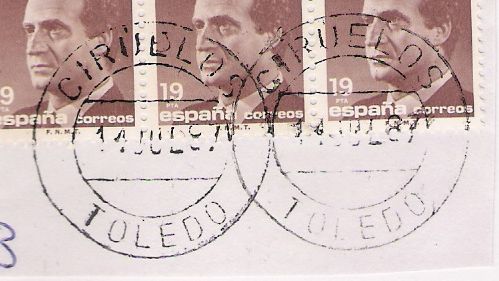 CIRUELOS CIRUELOS
19 PTA 19 PTA 19 PTA
españa correos españa correos españa correos
F.N.M.T.
14 JUL 87 14 JUL 87
TOLEDO TOLEDO